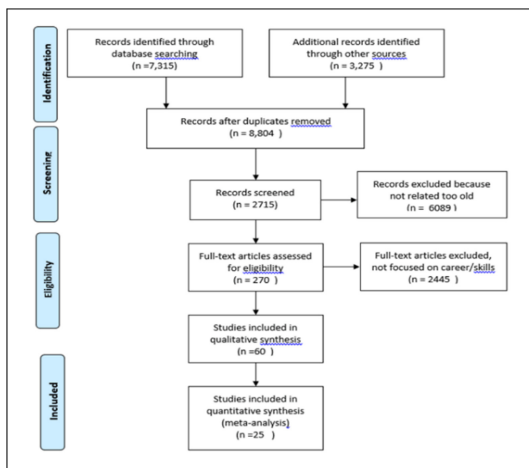 Identification
Records identified through
database searching
(n =7,315)
Additional records identified
through other sources
(n = 3,275 )
Records after duplicates removed
(n = 8,804 )
Screening
Records screened
(n = 2715)
Records excluded because
not related too old
(n = 6089 )
Eligibility
Full-text articles assessed
for eligibility
(n = 270 )
Full-text articles excluded,
not focused on career/skills
(n = 2445 )
Studies included in
qualitative synthesis
(n =60 )
Included
Studies included in
quantitative synthesis
(meta-analysis)
(n =25 )